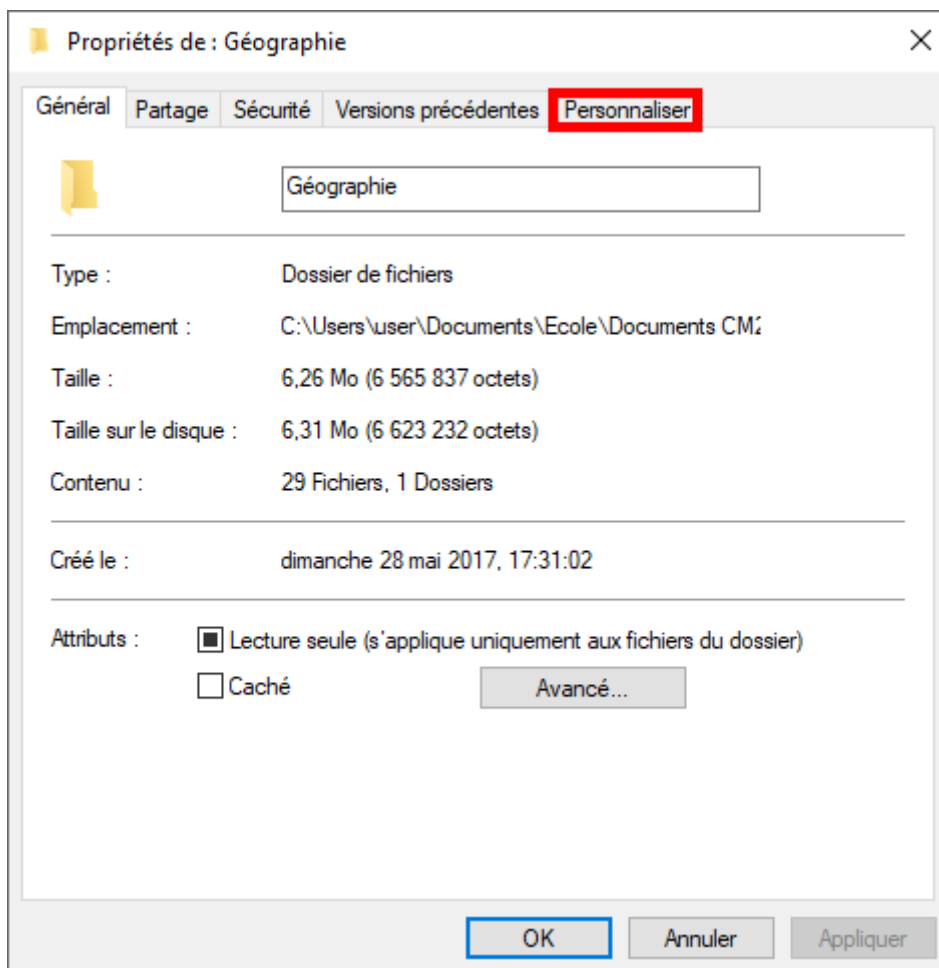 Propriétés de : Géographie
Général Partage Sécurité Versions précédentes Personnaliser
Géographie
Type : Dossier de fichiers
Emplacement : C:\Users\user\Documents\Ecole\Documents CM2
Taille : 6,26 Mo (6 565 837 octets)
Taille sur le disque : 6,31 Mo (6 623 232 octets)
Contenu : 29 Fichiers, 1 Dossiers
Créé le : dimanche 28 mai 2017, 17:31:02
Attributs : Lecture seule (s'applique uniquement aux fichiers du dossier)
Caché Avancé...
OK Annuler Appliquer